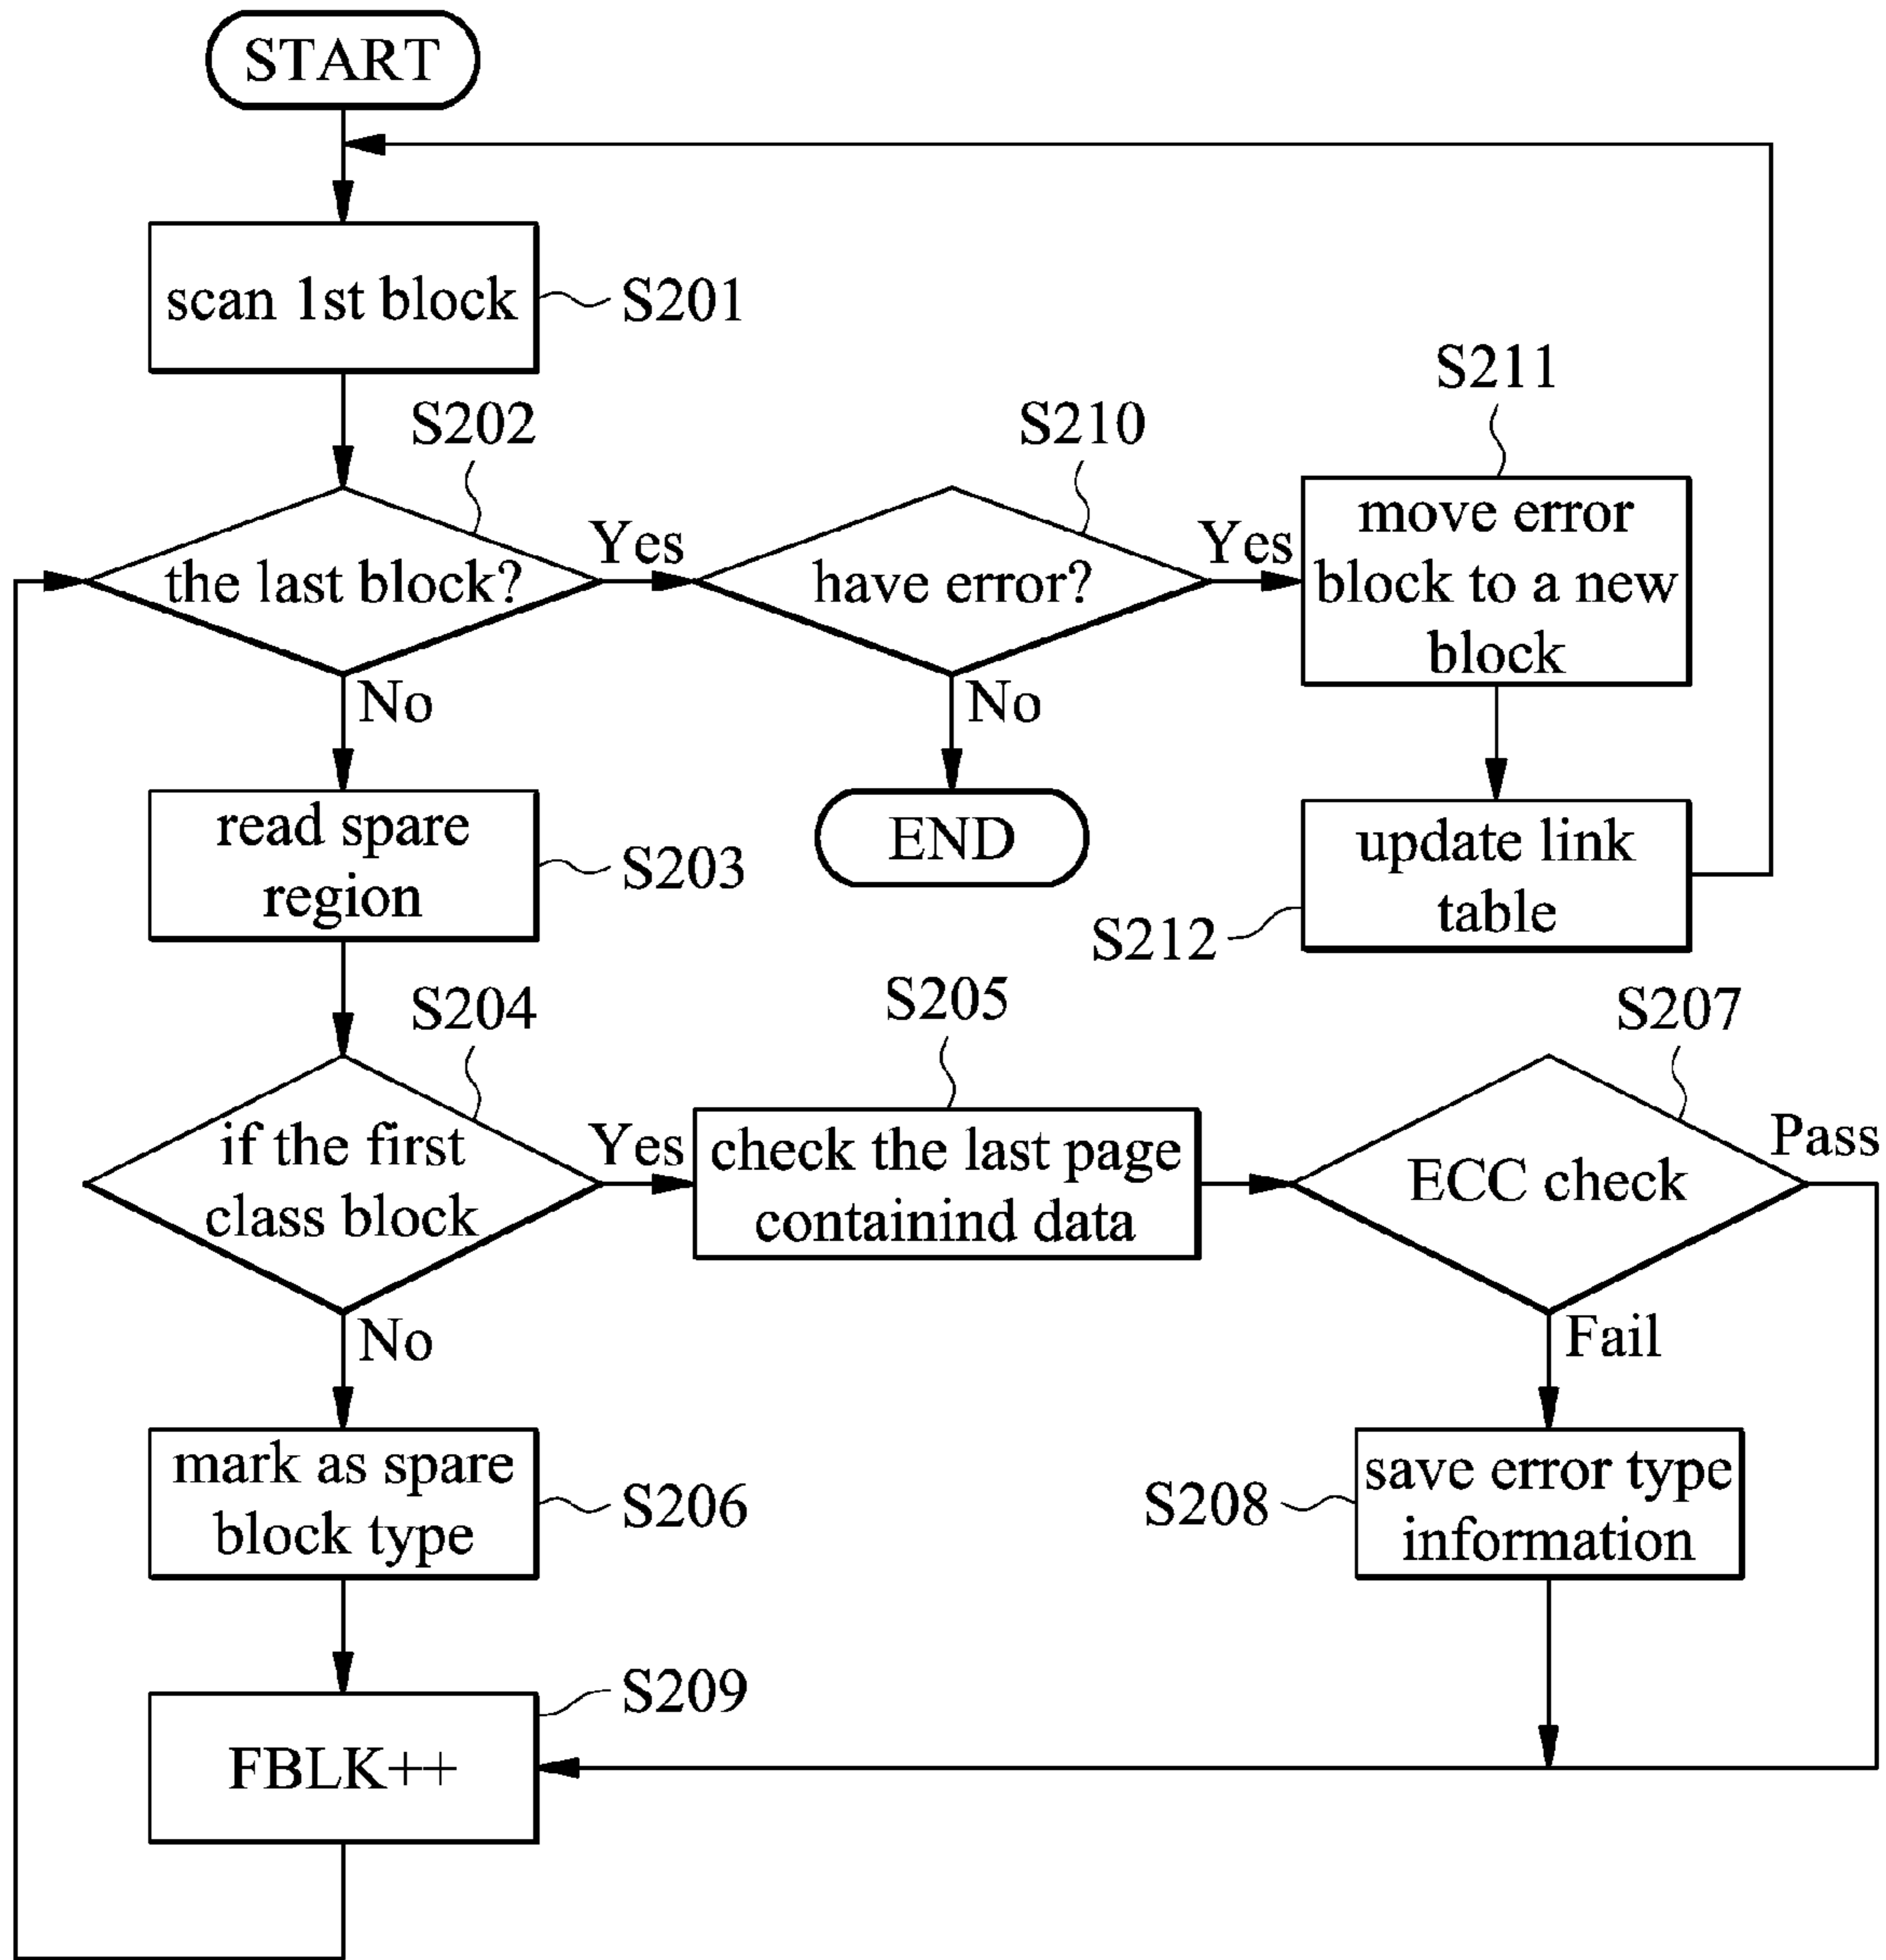 START
scan 1st block
S201
S202
the last block?
Yes
No
S210
have error?
Yes
No
S211
move error
block to a new
block
read spare
region
S203
END
update link
table
S212
S204
if the first
class block
Yes
No
S205
check the last page
containind data
S207
ECC check
Pass
Fail
mark as spare
block type
S206
S208
save error type
information
S209
FBLK++